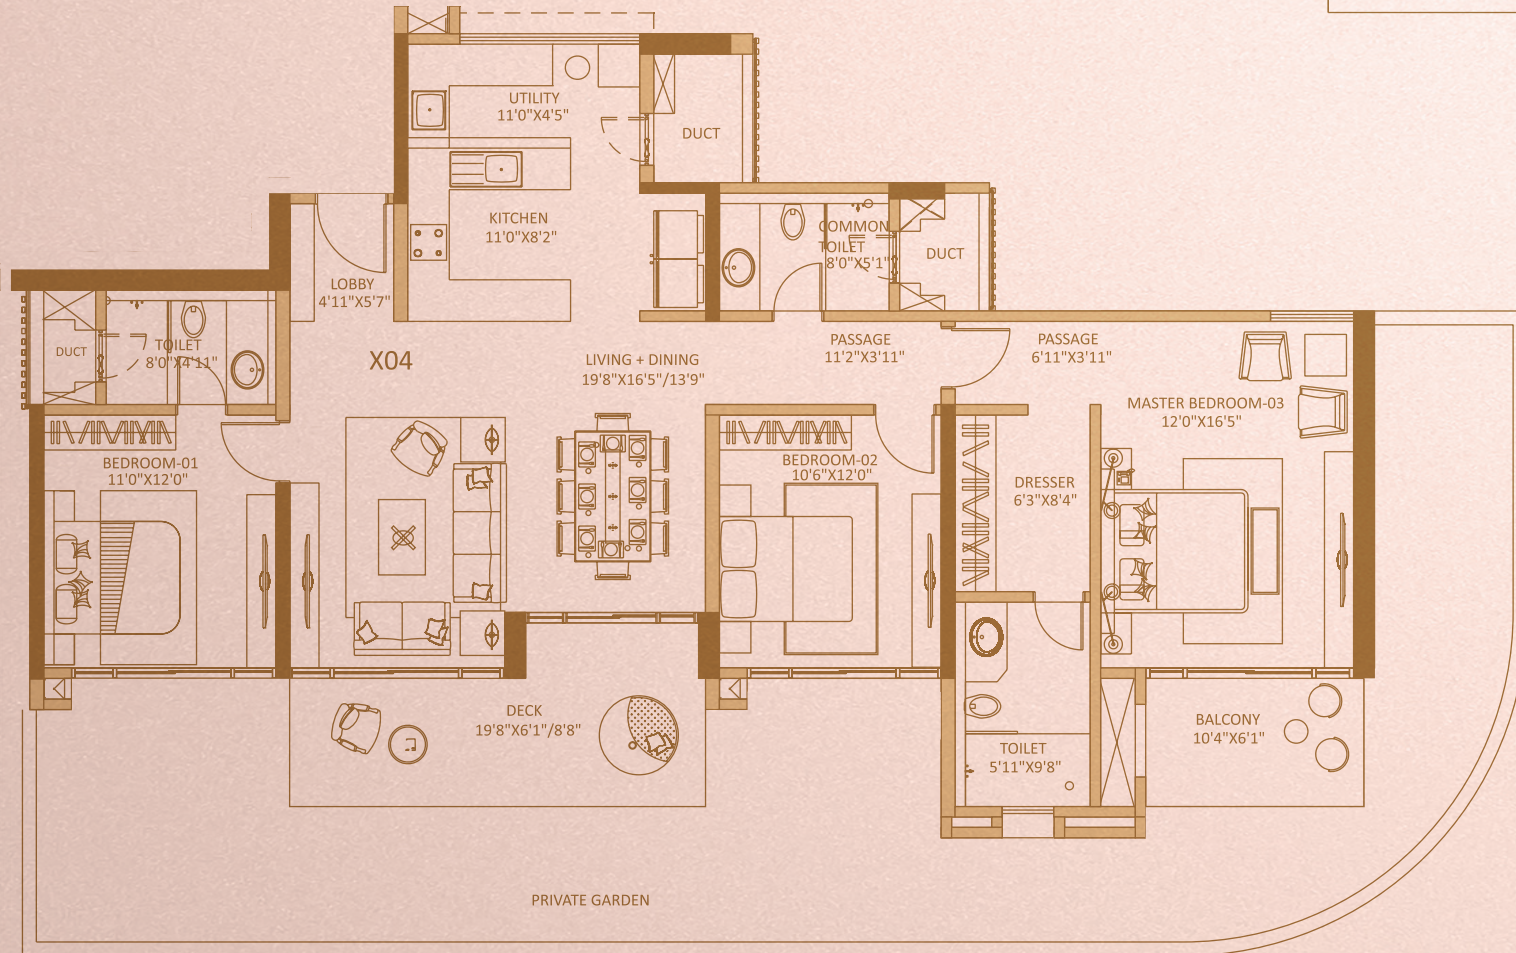 UTILITY
11'0"X4'5"
DUCT
KITCHEN
11'0"X8'2"
COMMON
TOILET
8'0"X5'1"
DUCT
LOBBY
4'11"X5'7"
DUCT
TOILET
8'0"X4'11"
X04
LIVING + DINING
19'8"X16'5"/13'9"
PASSAGE
11'2"X3'11"
PASSAGE
6'11"X3'11"
MASTER BEDROOM-03
12'0"X16'5"
BEDROOM-01
11'0"X12'0"
BEDROOM-02
10'6"X12'0"
DRESSER
6'3"X8'4"
DECK
19'8"X6'1"/8'8"
TOILET
5'11"X9'8"
BALCONY
10'4"X6'1"
PRIVATE GARDEN